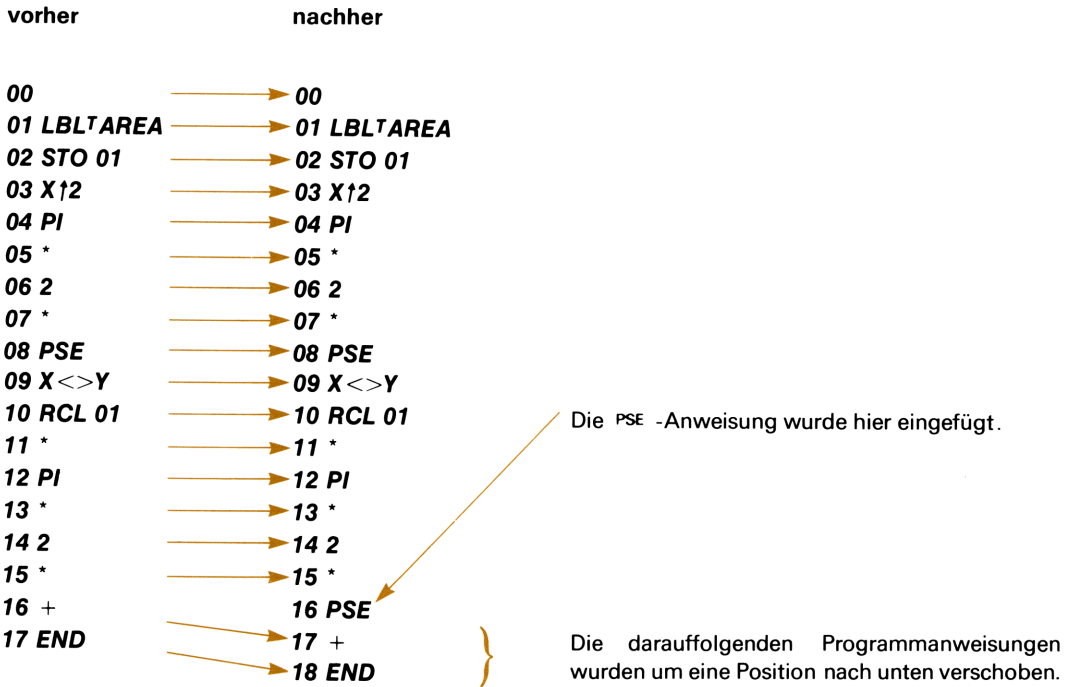 vorher nachher
00 00
01 LBLᵀAREA 01 LBLᵀAREA
02 STO 01 02 STO 01
03 X↑2 03 X↑2
04 PI 04 PI
05 * 05 *
06 2 06 2
07 * 07 *
08 PSE 08 PSE
09 X<>Y 09 X<>Y
10 RCL 01 10 RCL 01 Die PSE -Anweisung wurde hier eingefügt.
11 * 11 *
12 PI 12 PI
13 * 13 *
14 2 14 2
15 * 15 *
16 + 16 PSE
17 END 17 + Die darauffolgenden Programmanweisungen
18 END wurden um eine Position nach unten verschoben.